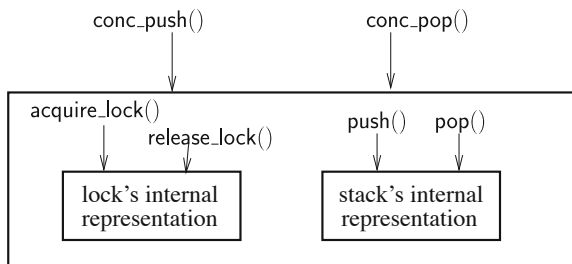 conc_push() conc_pop()
acquire_lock()
release_lock()
push() pop()
lock's internal
representation
stack's internal
representation